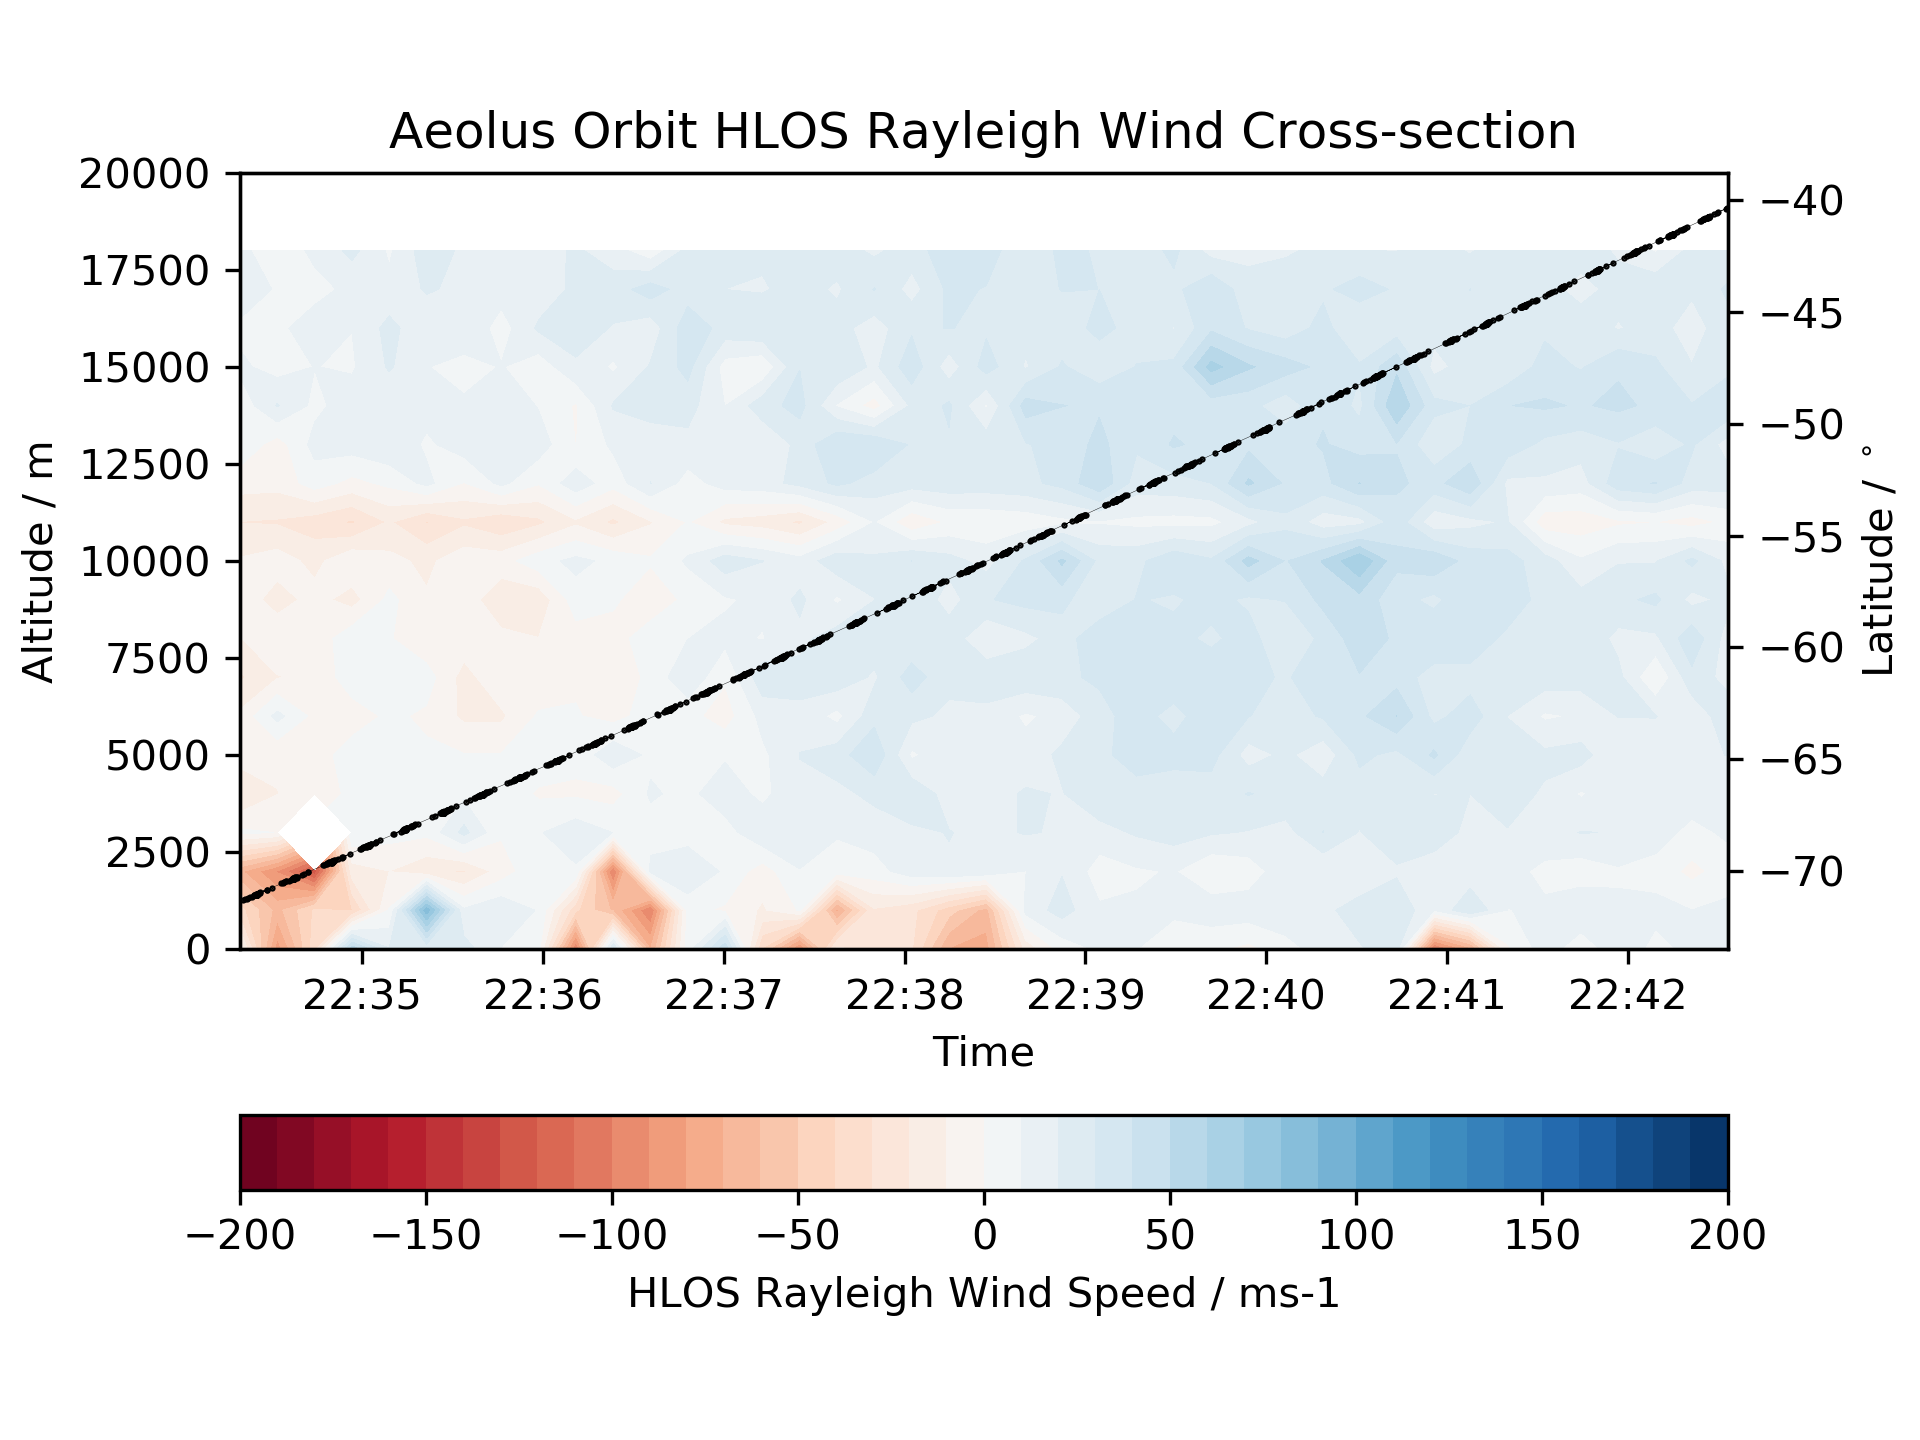 Aeolus Orbit HLOS Rayleigh Wind Cross-section
20000
17500
15000
12500
10000
7500
5000
2500
0
Altitude / m
−40
−45
−50
−55
−60
−65
−70
Latitude / °
22:35 22:36 22:37 22:38 22:39 22:40 22:41 22:42
Time
−200 −150 −100 −50 0 50 100 150 200
HLOS Rayleigh Wind Speed / ms-1